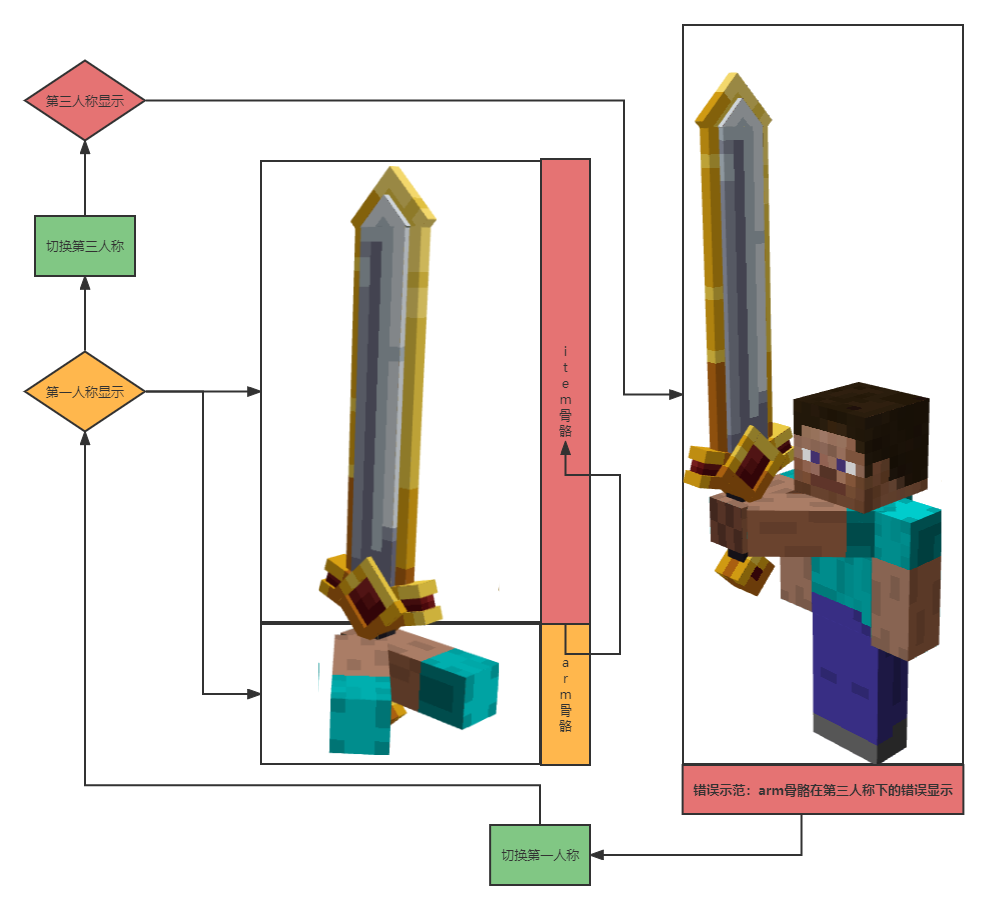 第三人称显示
切换第三人称
第一人称显示
item骨骼
arm骨骼
错误示范：arm骨骼在第三人称下的错误显示
切换第一人称